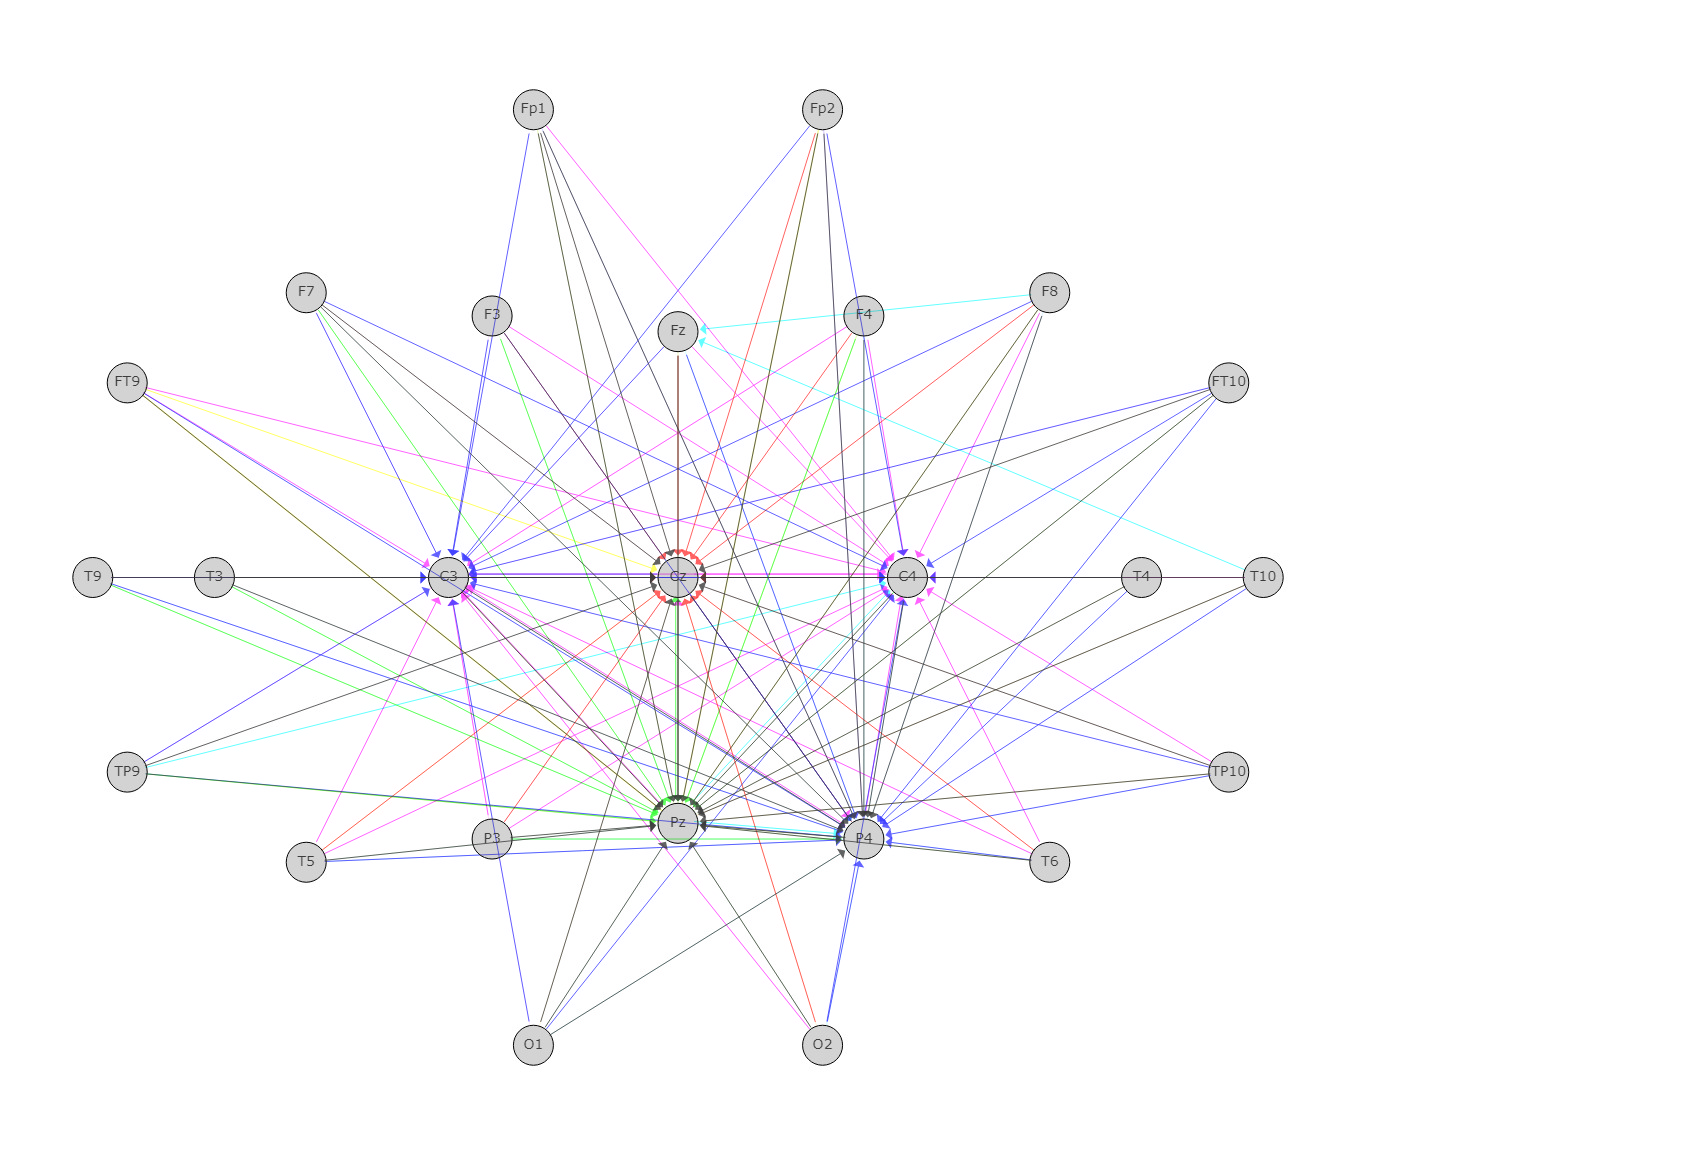 Fp1 Fp2
F7 F3 Fz F4 F8
FT9 FT10
T9 T3 C3 Cz C4 T4 T10
TP9 TP10
T5 P3 Pz P4 T6
O1 O2